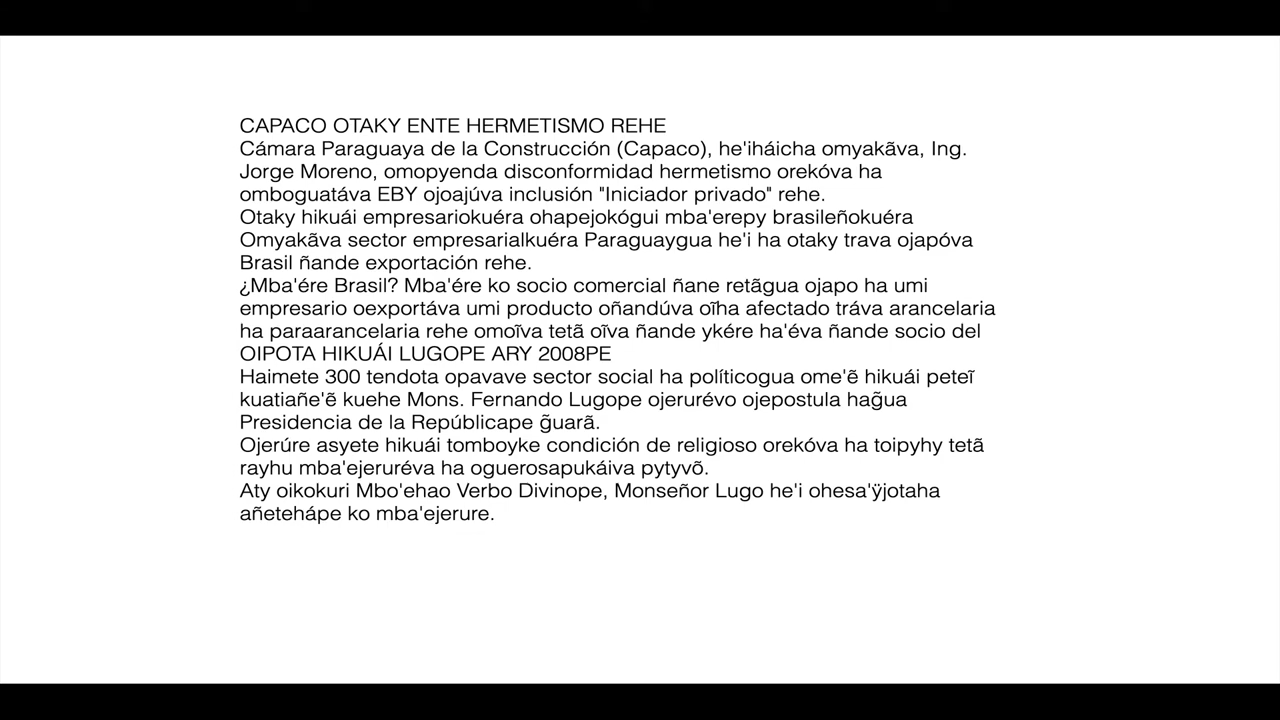 CAPACO OTAKY ENTE HERMETISMO REHE
Cámara Paraguaya de la Construcción (Capaco), he'iháicha omyakãva, Ing.
Jorge Moreno, omopyenda disconformidad hermetismo orekóva ha
omboguatáva EBY ojoajúva inclusión "Iniciador privado" rehe.
Otaky hikuái empresariokuéra ohapejokógui mba'erepy brasileñokuéra
Omyakãva sector empresarialkuéra Paraguaygua he'i ha otaky trava ojapóva
Brasil ñande exportación rehe.
¿Mba'ére Brasil? Mba'ére ko socio comercial ñane retãgua ojapo ha umi
empresario oexportáva umi producto oñandúva oĩha afectado tráva arancelaria
ha paraarancelaria rehe omoĩva tetã oĩva ñande ykére ha'éva ñande socio del
OIPOTA HIKUÁI LUGOPE ARY 2008PE
Haimete 300 tendota opavave sector social ha políticogua ome'ẽ hikuái peteĩ
kuatiañe'ẽ kuehe Mons. Fernando Lugope ojerurévo ojepostula hag̃ua
Presidencia de la Repúblicape g̃uarã.
Ojerúre asyete hikuái tomboyke condición de religioso orekóva ha toipyhy tetã
rayhu mba'ejeruréva ha oguerosapukáiva pytyvõ.
Aty oikokuri Mbo'ehao Verbo Divinope, Monseñor Lugo he'i ohesa'ÿjotaha
añetehápe ko mba'ejerure.